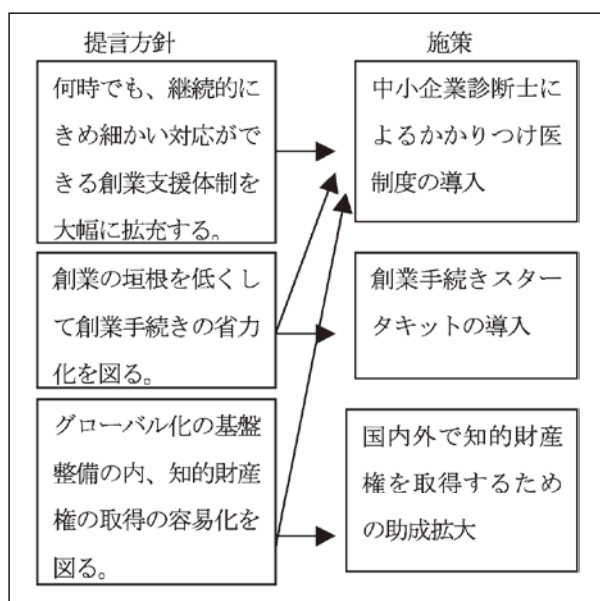 提言方針
何時でも、継続的に
きめ細かい対応がで
きる創業支援体制を
大幅に拡充する。
創業の垣根を低くし
て創業手続きの省力
化を図る。
グローバル化の基盤
整備の内、知的財産
権の取得の容易化を
図る。
施策
中小企業診断士に
よるかかりつけ医
制度の導入
創業手続きスター
タキットの導入
国内外で知的財産
権を取得するため
の助成拡大